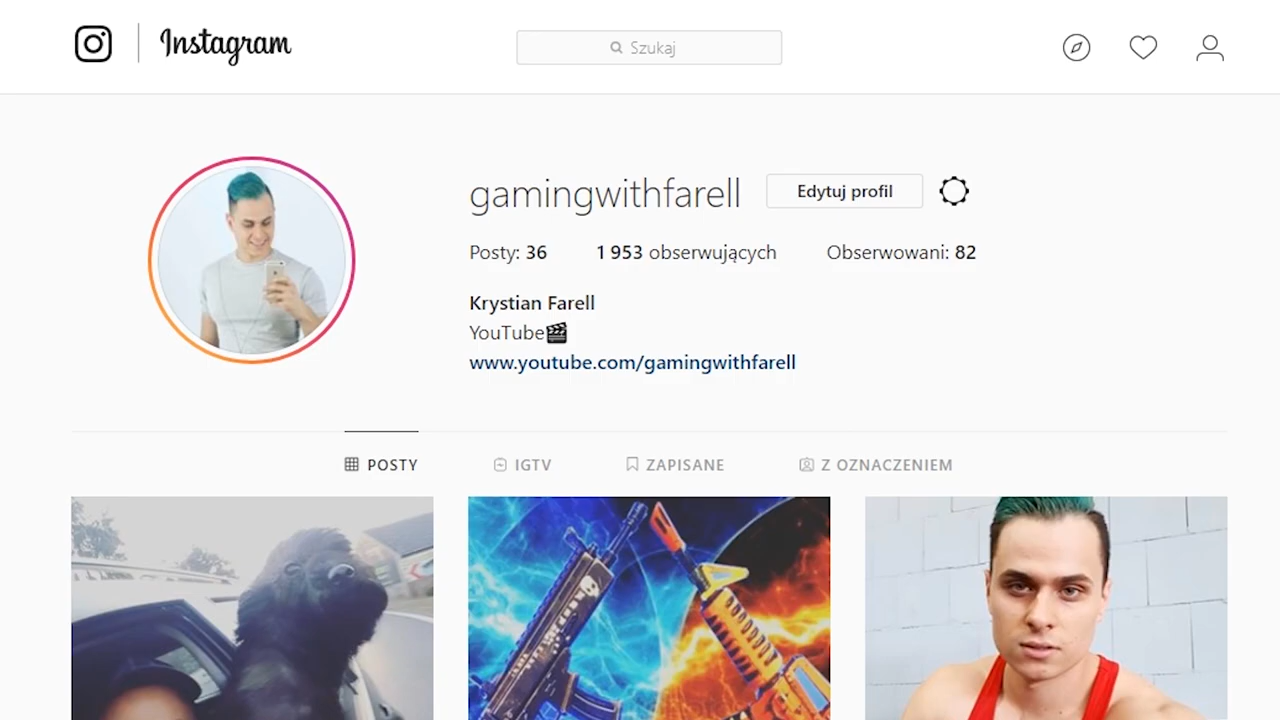 Instagram
Szukaj
gamingwithfarell
Edytuj profil
Posty: 36
1 953 obserwujących
Obserwowani: 82
Krystian Farell
YouTube🎬
www.youtube.com/gamingwithfarell
POSTY
IGTV
ZAPISANE
Z OZNACZENIEM